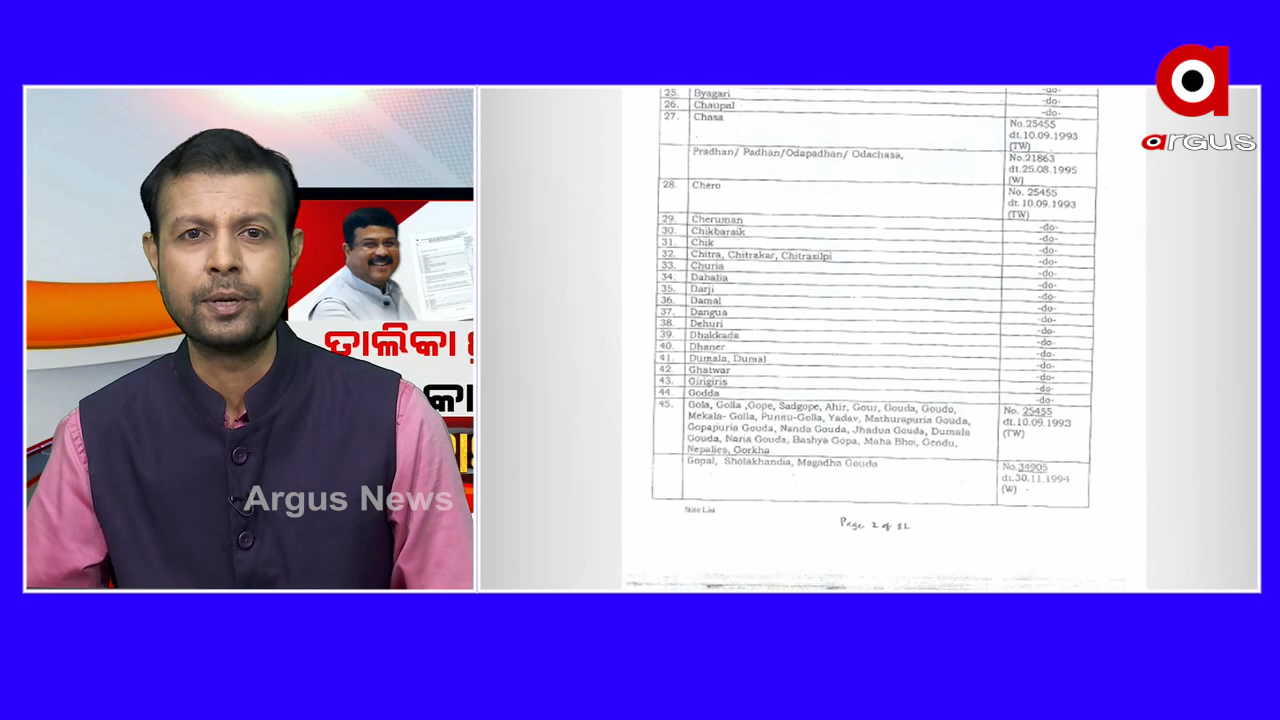 argus
25. Byagari -do-
26. Chaupal -do-
27. Chasa -do-
No.25455
dt.10.09.1993
(TW)
Pradhan/ Padhan/Odapadhan/ Odachasa, No.21863
dt.25.08.1995
(W)
28. Chero No. 25455
dt. 10.09.1993
(TW)
29. Cheruman -do-
30. Chikbaraik -do-
31. Chik -do-
32. Chitra, Chitrakar, Chitrasilpi -do-
33. Churia -do-
34. Dahalia -do-
35. Darji -do-
36. Damal -do-
37. Dangua -do-
38. Dehuri -do-
39. Dhakkada -do-
40. Dhaner -do-
41. Dumala, Dumal -do-
42. Ghatwar -do-
43. Girigiris -do-
44. Godda -do-
45. Gola, Golla ,Gope, Sadgope, Ahir, Gour, Gouda, Goudo, No. 25455
Mekala- Golla, Punnu-Golla, Yadav, Mathurapuria Gouda, dt.10.09.1993
Gopapuria Gouda, Nanda Gouda, Jhadua Gouda, Dumala (TW)
Gouda, Naria Gouda, Bashya Gopa, Maha Bhoi, Gendu,
Nepalies, Gorkha
Gopal, Sholakhandia, Magadha Gouda No 34905
dt.30.11.1994
(W) -
State List
Page 2 of 12
ତାଲିକା
କା
Argus News